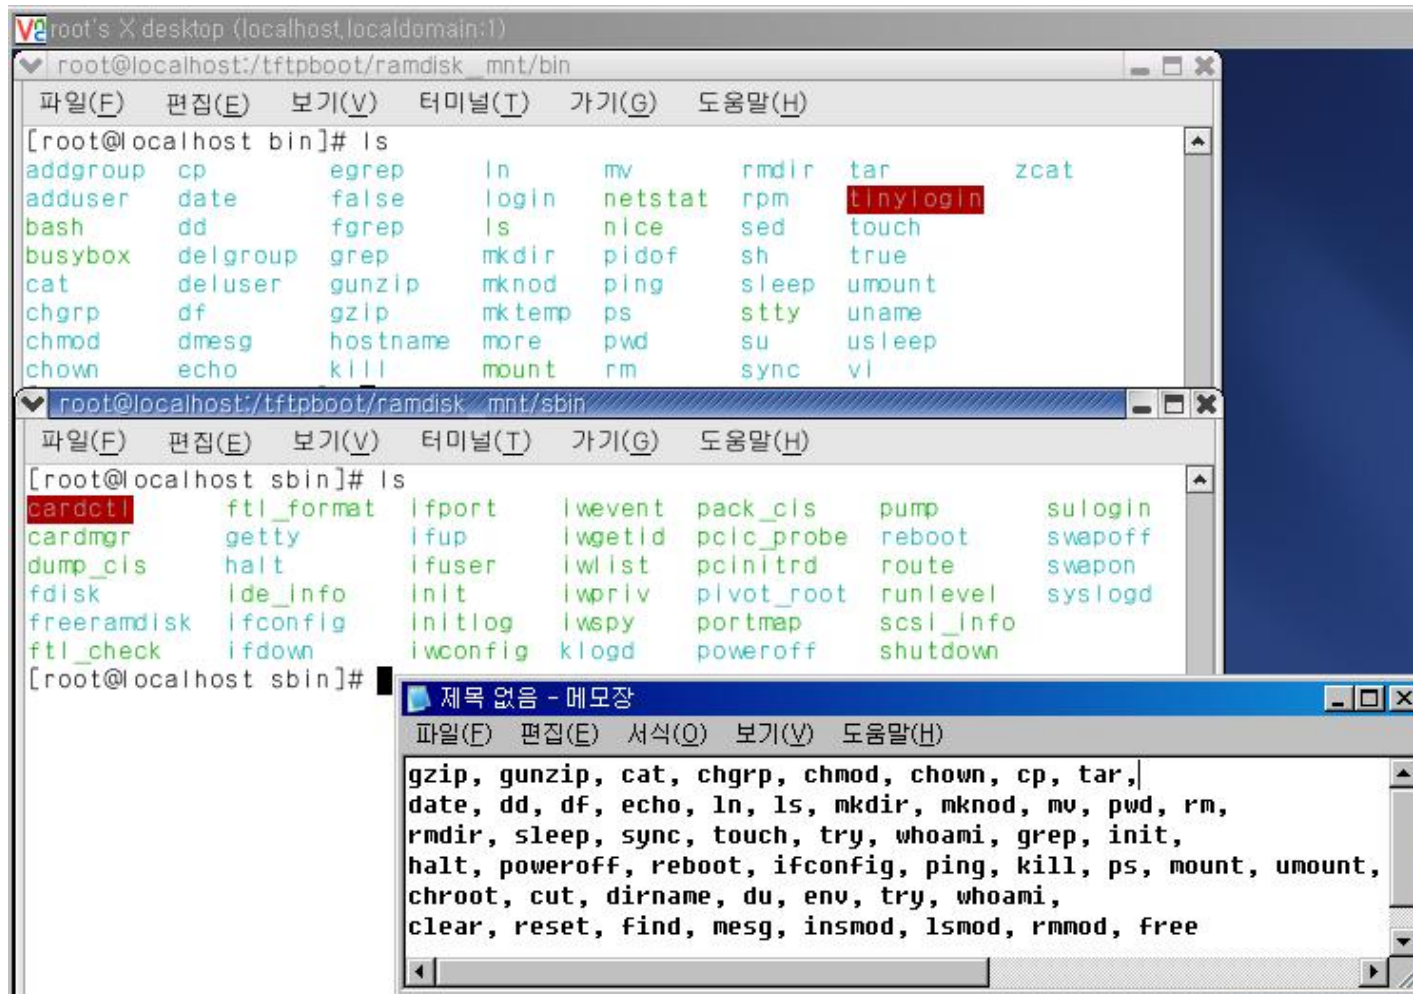 root's X desktop (localhost,localdomain:1)
root@localhost:/tftpboot/ramdisk_mnt/bin
파일(F) 편집(E) 보기(V) 터미널(T) 가기(G) 도움말(H)
[root@localhost bin]# ls
addgroup cp egrep ln mv rmdir tar zcat
adduser date false login netstat rpm tinylogin
bash dd fgrep ls nice sed touch
busybox delgroup grep mkdir pidof sh true
cat deluser gunzip mknod ping sleep umount
chgrp df gzip mktemp ps stty uname
chmod dmesg hostname more pwd su usleep
chown echo kill mount rm sync vi
root@localhost:/tftpboot/ramdisk_mnt/sbin
파일(F) 편집(E) 보기(V) 터미널(T) 가기(G) 도움말(H)
[root@localhost sbin]# ls
cardctl ftl_format ifport iwevent pack_cis pump sulogin
cardmgr getty ifup iwgetid pcic_probe reboot swapoff
dump_cis halt ifuser iwlist pcinitrd route swapon
fdisk ide_info init iwpriv pivot_root runlevel syslogd
freeramdisk ifconfig initlog iwspy portmap scsi_info
ftl_check ifdown iwconfig klogd poweroff shutdown
[root@localhost sbin]#
제목 없음 - 메모장
파일(F) 편집(E) 서식(O) 보기(V) 도움말(H)
gzip, gunzip, cat, chgrp, chmod, chown, cp, tar,
date, dd, df, echo, ln, ls, mkdir, mknod, mv, pwd, rm,
rmdir, sleep, sync, touch, try, whoami, grep, init,
halt, poweroff, reboot, ifconfig, ping, kill, ps, mount, umount,
chroot, cut, dirname, du, env, try, whoami,
clear, reset, find, mesg, insmod, lsmod, rmmod, free